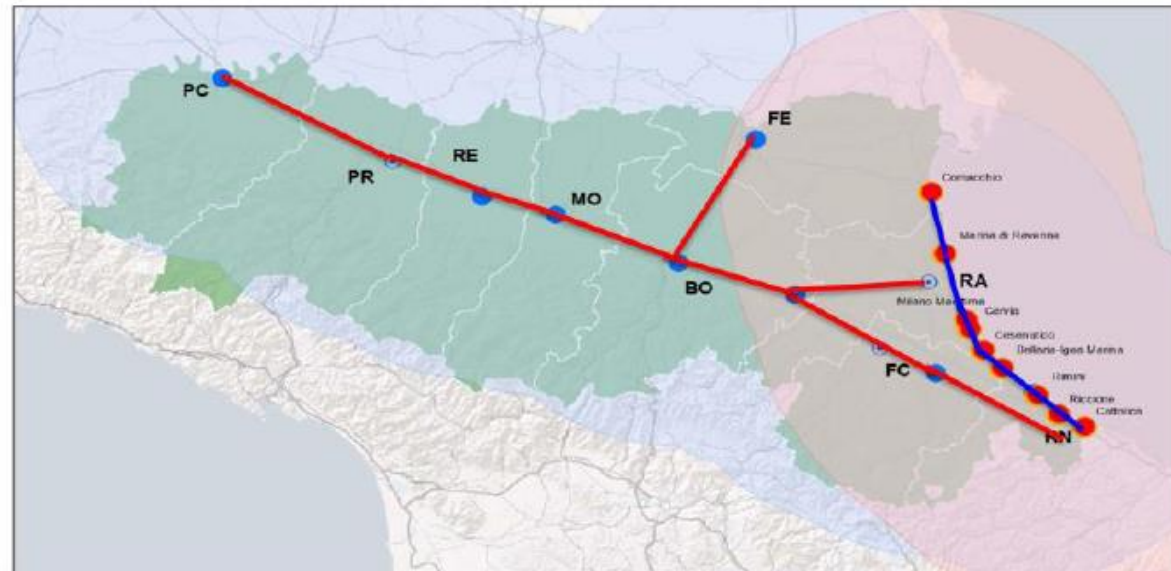 PC
FE
RE
PR
Comacchio
MO
Marina di Ravenna
RA
BO
Milano Marittima
Cervia
Cesenatico
Bellaria-Igea Marina
FC
Rimini
Riccione
Cattolica
RN